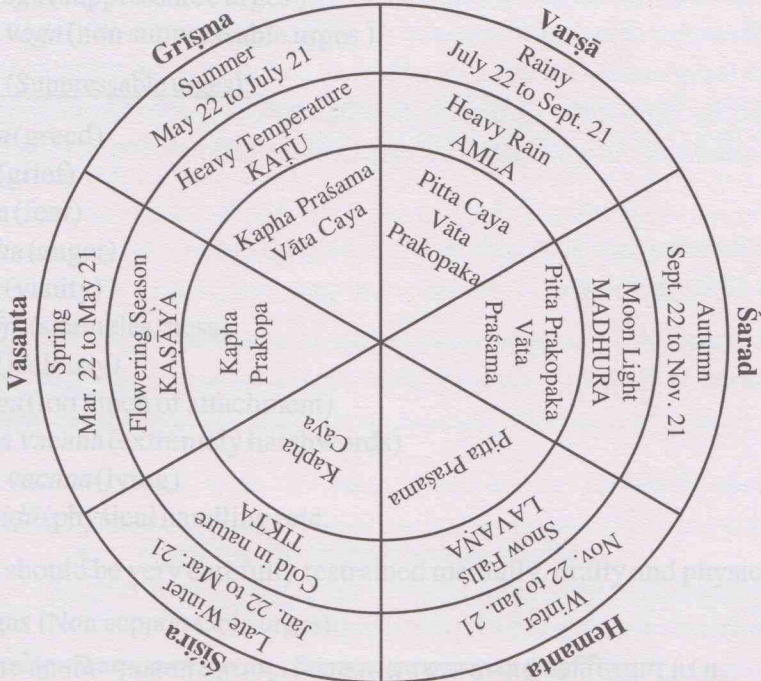 Griṣma
Summer
May 22 to July 21
Heavy Temperature
KATU
Kapha Praśama
Vāta Caya
Varṣā
Rainy
July 22 to Sept. 21
Heavy Rain
AMLA
Pitta Caya
Vāta
Prakopaka
Śarad
Autumn
Sept. 22 to Nov. 21
Moon Light
MADHURA
Pitta Prakopaka
Vāta
Praśama
Hemanta
Winter
Nov. 22 to Jan. 21
Snow Falls
LAVAṆA
Pitta Praśama
Śiśira
Late Winter
Jan. 22 to Mar. 21
Cold in nature
TIKTA
Kapha
Caya
Vasanta
Spring
Mar. 22 to May 21
Flowering Season
KAṢĀYA
Kapha
Prakopa